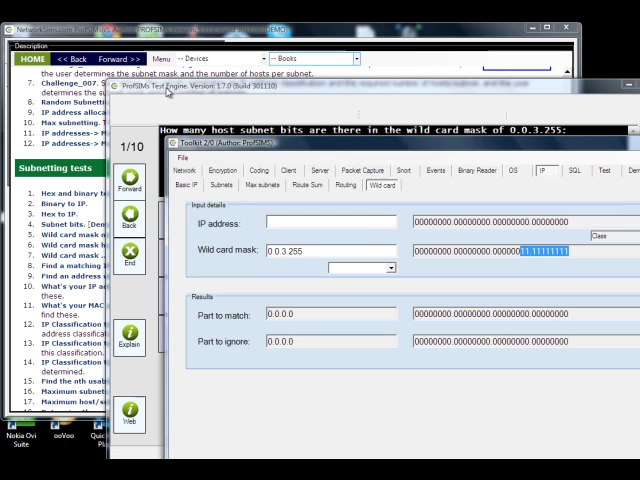 Description
HOME << Back Forward >> Menu -- Devices -- Books
the user determines the subnet mask and the number of hosts per subnet.
7. Challenge_007. S
determines the su
8. Random Subnetti
9. IP address alloca
10. Max subnetting. T
11. IP addresses-> M
12. IP addresses-> M
Subnetting tests
1. Hex and binary t
2. Binary to IP.
3. Hex to IP.
4. Subnet bits. [Dem
5. Wild card mask n
6. Wild card mask h
7. Wild card mask ..
8. Find a matching I
9. Find an address
10. What's your IP a
these.
11. What's your MAC
find these.
12. IP Classification t
address classificat
13. IP Classification t
this classification.
14. IP Classification t
determined.
15. Find the nth usab
16. Maximum subnets
17. Maximum host/su
ProfSIMs Test Engine. Version: 1.7.0 (Build 301110)
How many host subnet bits are there in the wild card mask of 0.0.3.255:
1/10
Forward
Back
End
Explain
Web
Toolkit 2/0 (Author: ProfSIMS)
File
Network Encryption Coding Client Server Packet Capture Snort Events Binary Reader OS IP SQL Test Dem
Basic IP Subnets Max subnets Route Sum Routing Wild card
Input details
IP address: 00000000.00000000.00000000.00000000
Class
Wild card mask: 0.0.3.255 00000000.00000000.00000011.11111111
Results
Part to match: 0.0.0.0 00000000.00000000.00000000.00000000
Part to ignore: 0.0.0.0 00000000.00000000.00000000.00000000
Nokia Ovi Suite
ooVoo
Quic
Pla